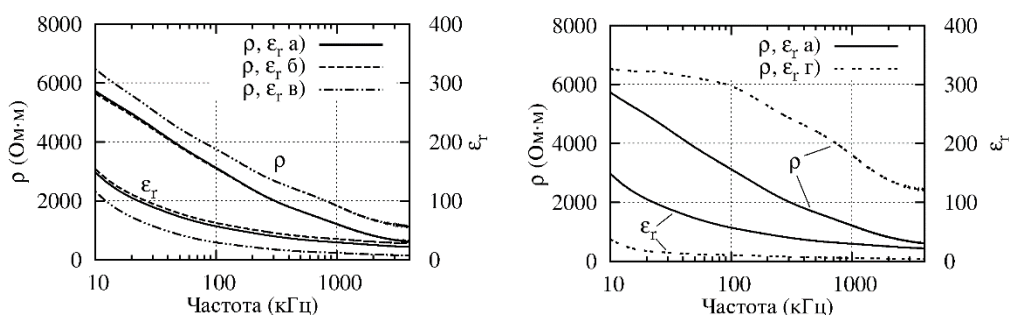 8000
6000
4000
2000
0
ρ (Ом·м)
400
300
200
100
0
εr
ρ, εr а)
ρ, εr б)
ρ, εr в)
ρ
εr
10
100
1000
Частота (кГц)
8000
6000
4000
2000
0
ρ (Ом·м)
400
300
200
100
0
εr
ρ, εr а)
ρ, εr г)
ρ
εr
10
100
1000
Частота (кГц)